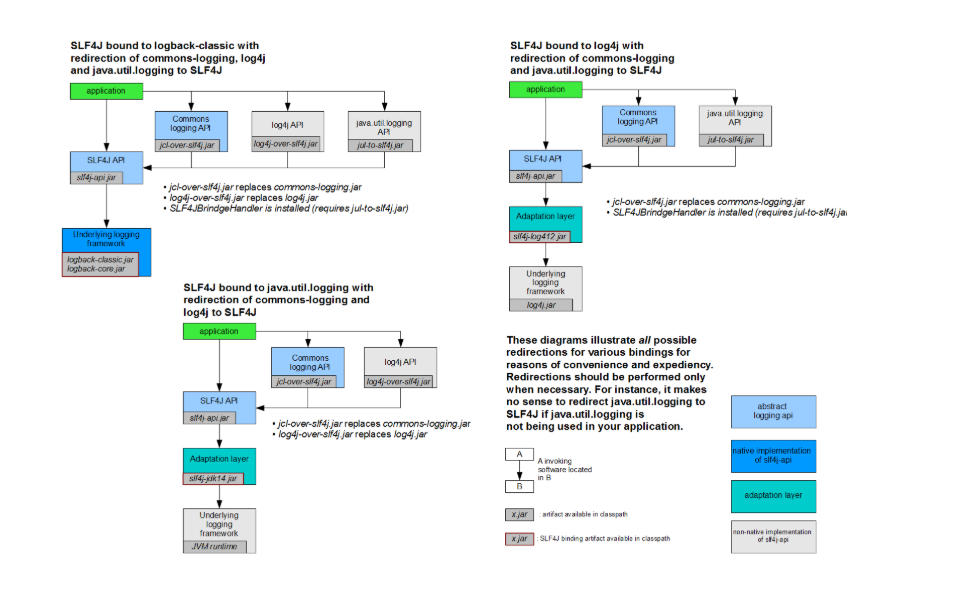 SLF4J bound to logback-classic with
redirection of commons-logging, log4j
and java.util.logging to SLF4J
application
Commons
logging API
jcl-over-slf4j.jar
log4j API
log4j-over-slf4j.jar
java.util.logging
API
jul-to-slf4j.jar
SLF4J API
slf4j-api.jar
• jcl-over-slf4j.jar replaces commons-logging.jar
• log4j-over-slf4j.jar replaces log4j.jar
• SLF4JBrindgeHandler is installed (requires jul-to-slf4j.jar)
Underlying logging
framework
logback-classic.jar
logback-core.jar
SLF4J bound to log4j with
redirection of commons-logging
and java.util.logging to SLF4J
application
Commons
logging API
jcl-over-slf4j.jar
java.util.logging
API
jul-to-slf4j.jar
SLF4J API
slf4j-api.jar
• jcl-over-slf4j.jar replaces commons-logging.jar
• SLF4JBrindgeHandler is installed (requires jul-to-slf4j.jar
Adaptation layer
slf4j-log412.jar
Underlying
logging
framework
log4j.jar
SLF4J bound to java.util.logging with
redirection of commons-logging and
log4j to SLF4J
application
Commons
logging API
jcl-over-slf4j.jar
log4j API
log4j-over-slf4j.jar
SLF4J API
slf4j-api.jar
• jcl-over-slf4j.jar replaces commons-logging.jar
• log4j-over-slf4j.jar replaces log4j.jar
Adaptation layer
slf4j-jdk14.jar
Underlying
logging
framework
JVM runtime
These diagrams illustrate all possible
redirections for various bindings for
reasons of convenience and expediency.
Redirections should be performed only
when necessary. For instance, it makes
no sense to redirect java.util.logging to
SLF4J if java.util.logging is
not being used in your application.
A
B
A invoking
software located
in B
x.jar : artifact available in classpath
x.jar : SLF4J binding artifact available in classpath
abstract
logging api
native implementation
of slf4j-api
adaptation layer
non-native implementation
of slf4j-api